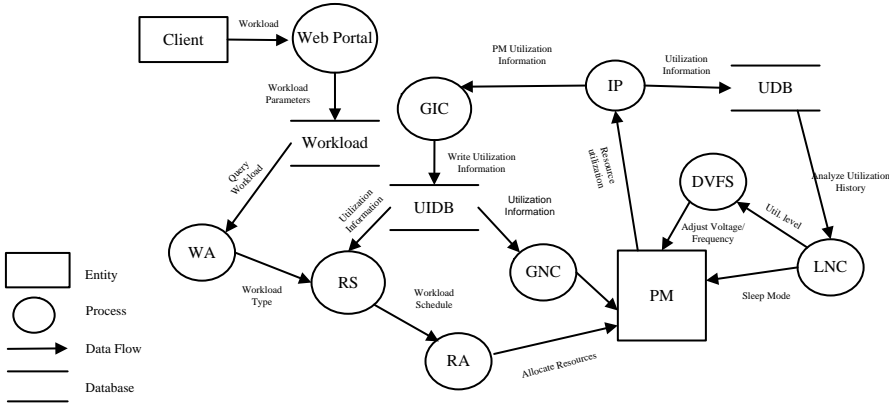 Client
Workload
Web Portal
PM Utilization
Information
Utilization
Information
IP
UDB
Workload
Parameters
GIC
Workload
Write Utilization
Information
Resource
utilization
DVFS
Analyze Utilization
History
Query
Workload
Utilization
Information
UIDB
Utilization
Information
Adjust Voltage/
Frequency
Util. level
WA
RS
GNC
PM
LNC
Entity
Workload
Type
Workload
Schedule
Sleep Mode
Process
Data Flow
RA
Allocate Resources
Database